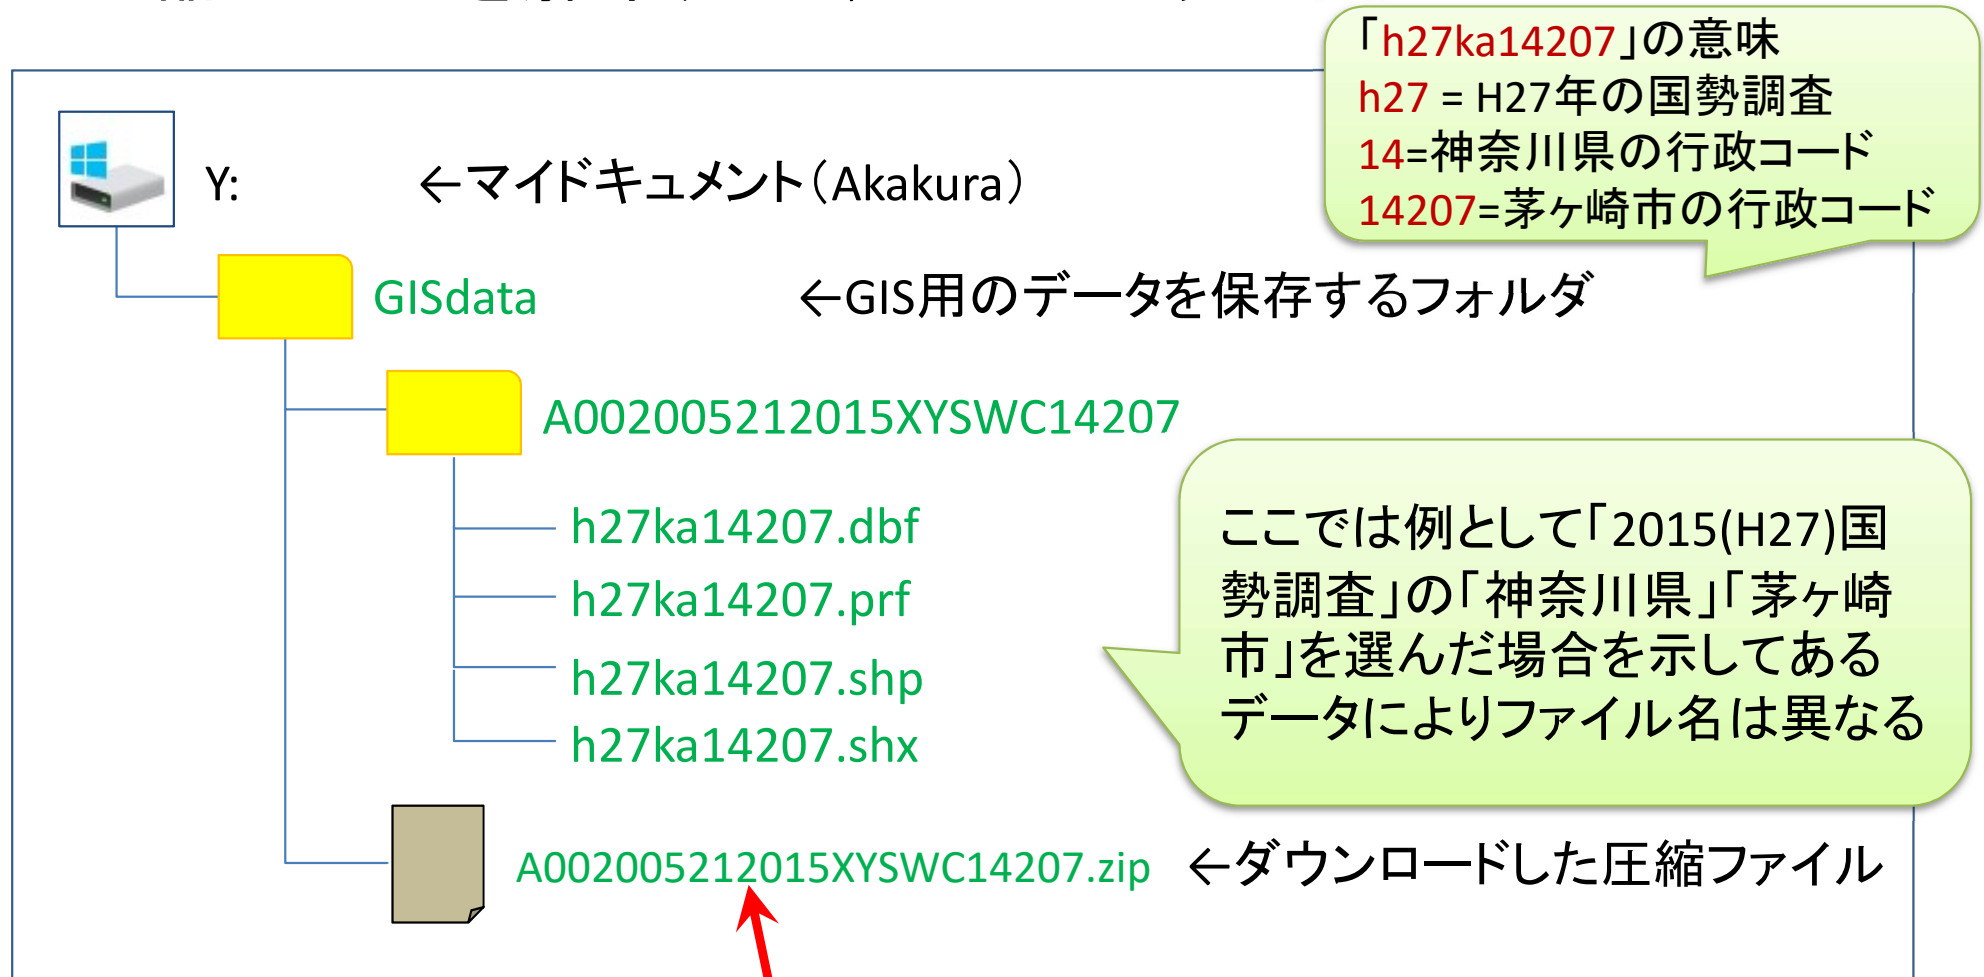 「h27ka14207」の意味
h27 = H27年の国勢調査
14=神奈川県の行政コード
14207=茅ヶ崎市の行政コード
Y: ←マイドキュメント（Akakura）
GISdata ←GIS用のデータを保存するフォルダ
A002005212015XYSWC14207
h27ka14207.dbf
h27ka14207.prf
h27ka14207.shp
h27ka14207.shx
ここでは例として「2015(H27)国
勢調査」の「神奈川県」「茅ヶ崎
市」を選んだ場合を示してある
データによりファイル名は異なる
A002005212015XYSWC14207.zip ←ダウンロードした圧縮ファイル